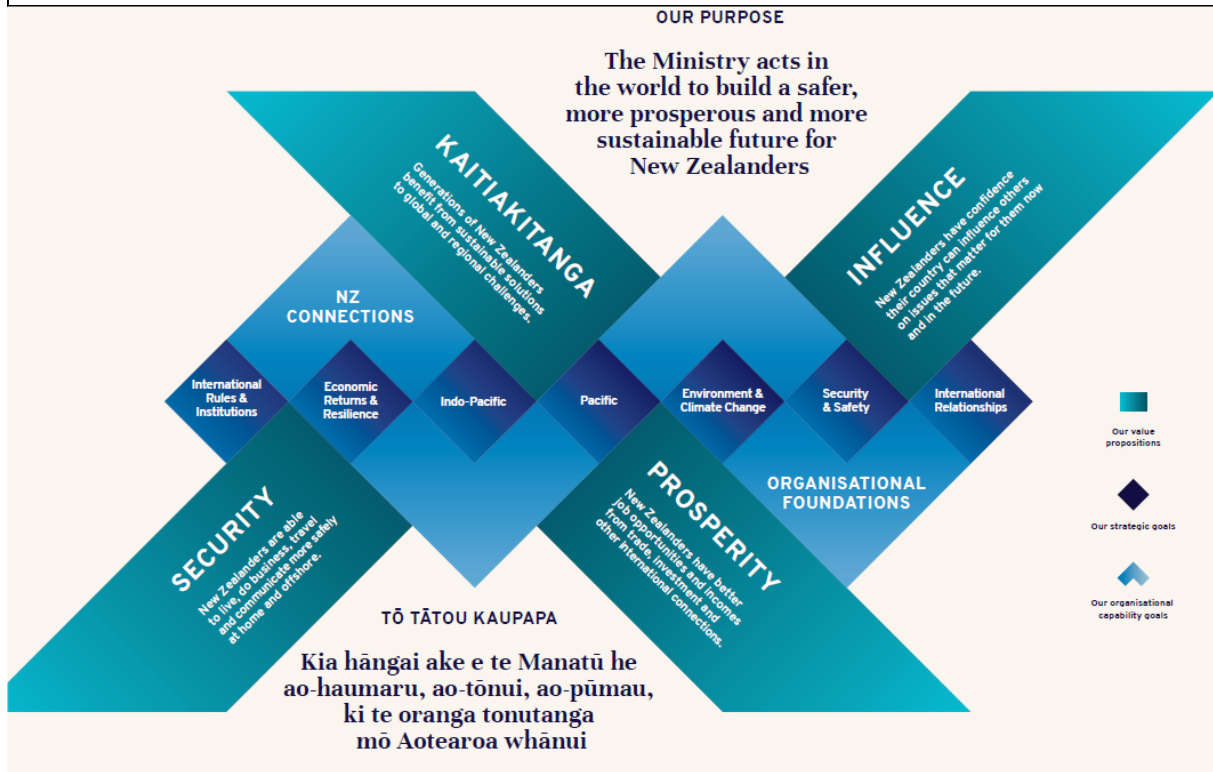 OUR PURPOSE
The Ministry acts in
the world to build a safer,
more prosperous and more
sustainable future for
New Zealanders
KAITIAKITANGA
Generations of New Zealanders
benefit from sustainable solutions
to global and regional challenges.
INFLUENCE
New Zealanders have confidence
their country can influence others
on issues that matter for them now
and in the future.
NZ
CONNECTIONS
International
Rules &
Institutions
Economic
Returns &
Resilience
Indo-Pacific
Pacific
Environment &
Climate Change
Security
& Safety
International
Relationships
SECURITY
New Zealanders are able
to live, do business, travel
and communicate more safely
at home and offshore.
PROSPERITY
New Zealanders have better
job opportunities and incomes
from trade, investment and
other international connections.
ORGANISATIONAL
FOUNDATIONS
Our value
propositions
Our strategic goals
Our organisational
capability goals
TŌ TĀTOU KAUPAPA
Kia hāngai ake e te Manatū he
ao-haumaru, ao-tōnui, ao-pūmau,
ki te oranga tonutanga
mō Aotearoa whānui